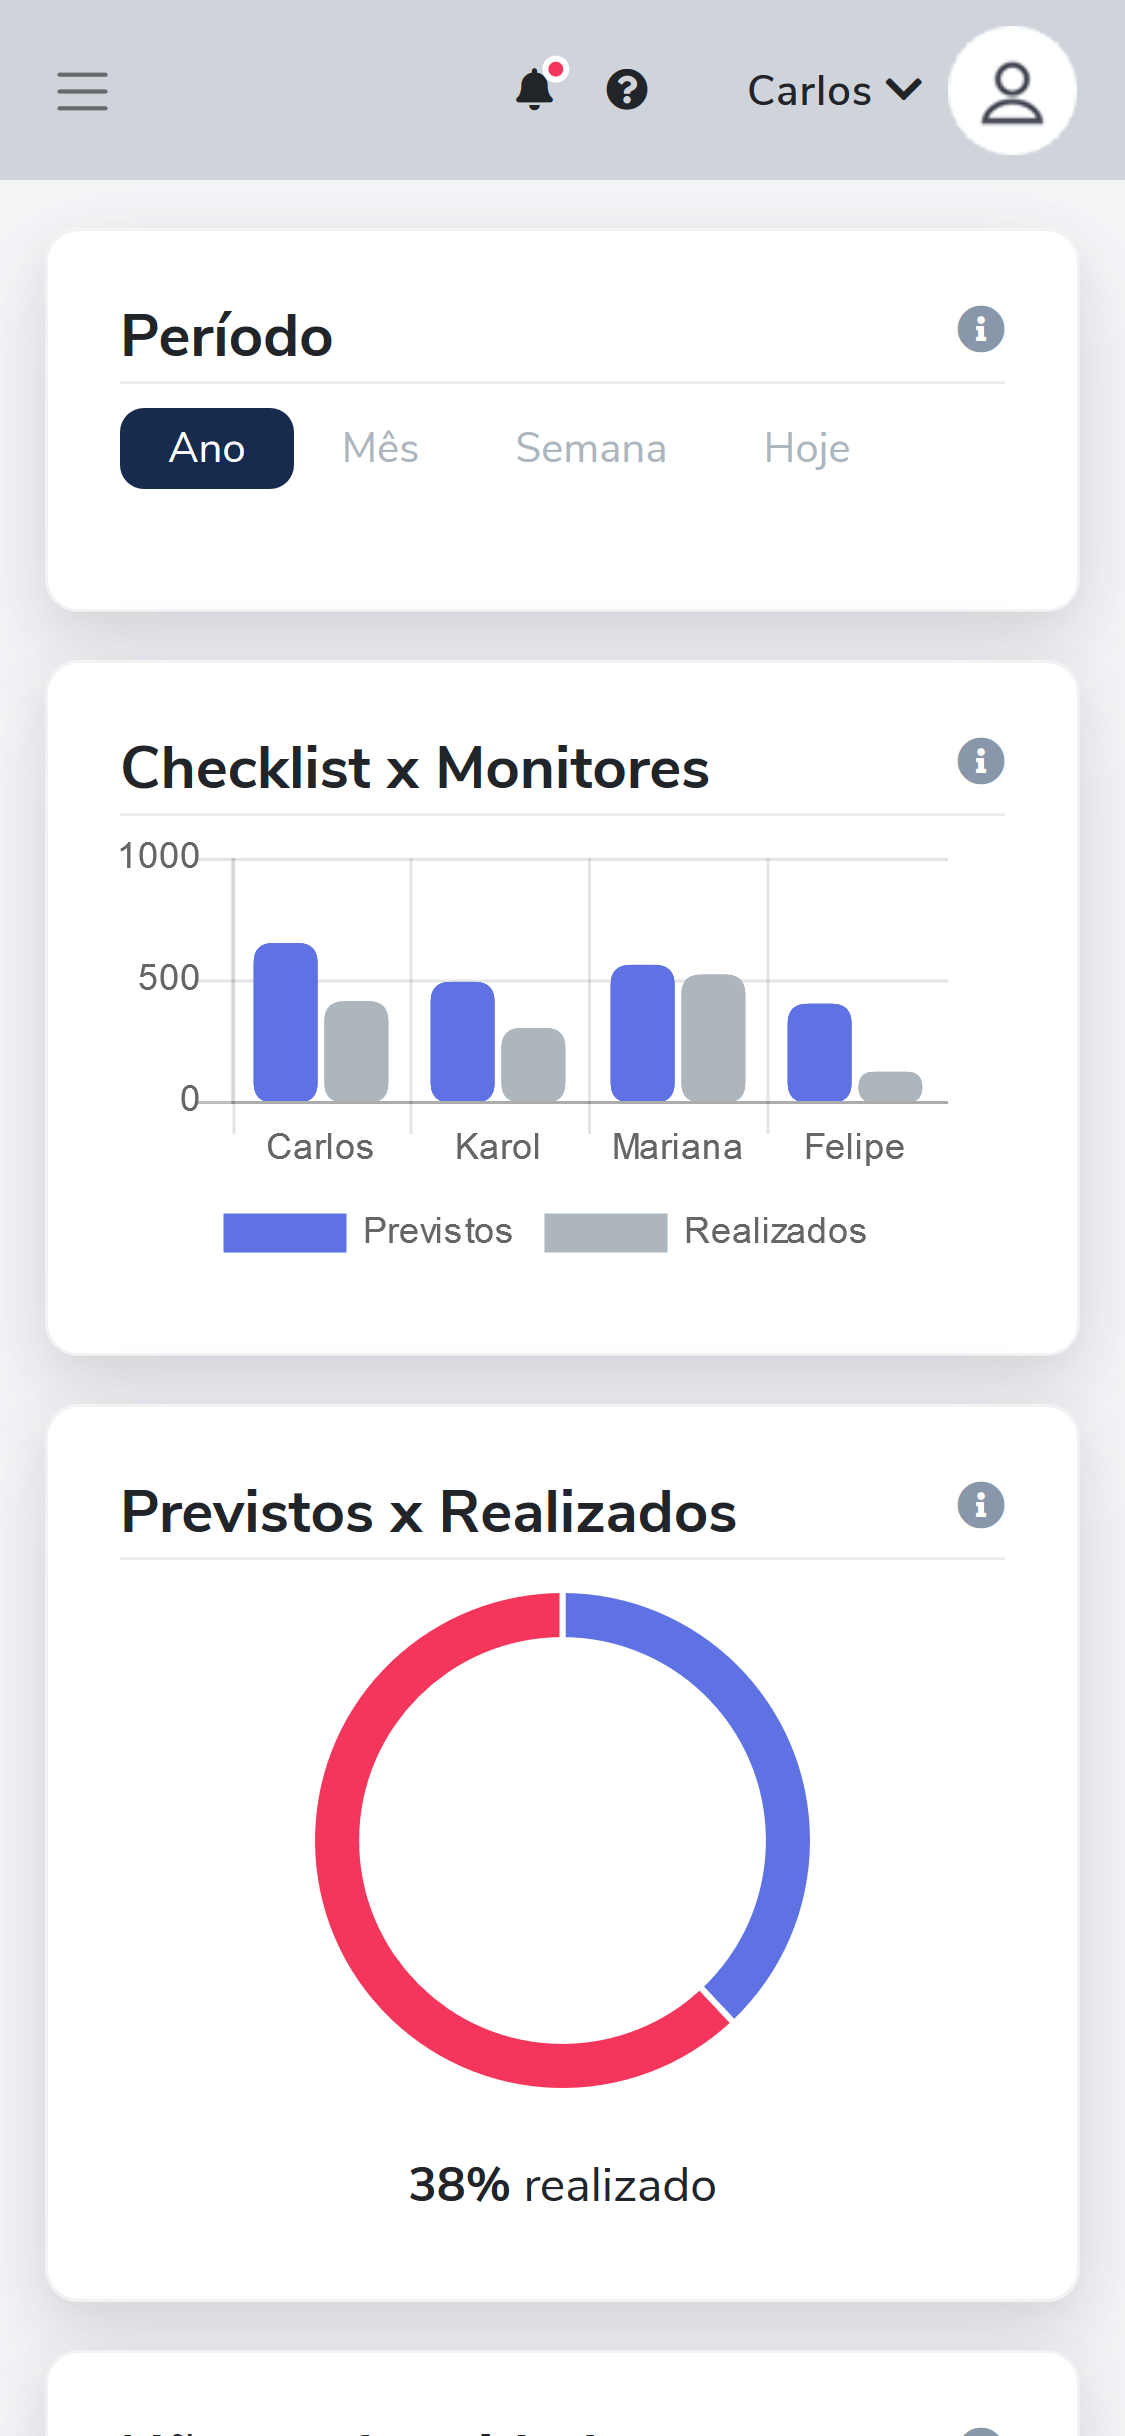 Carlos
Período
Ano Mês Semana Hoje
Checklist x Monitores
1000
500
0
Carlos Karol Mariana Felipe
Previstos Realizados
Previstos x Realizados
38% realizado